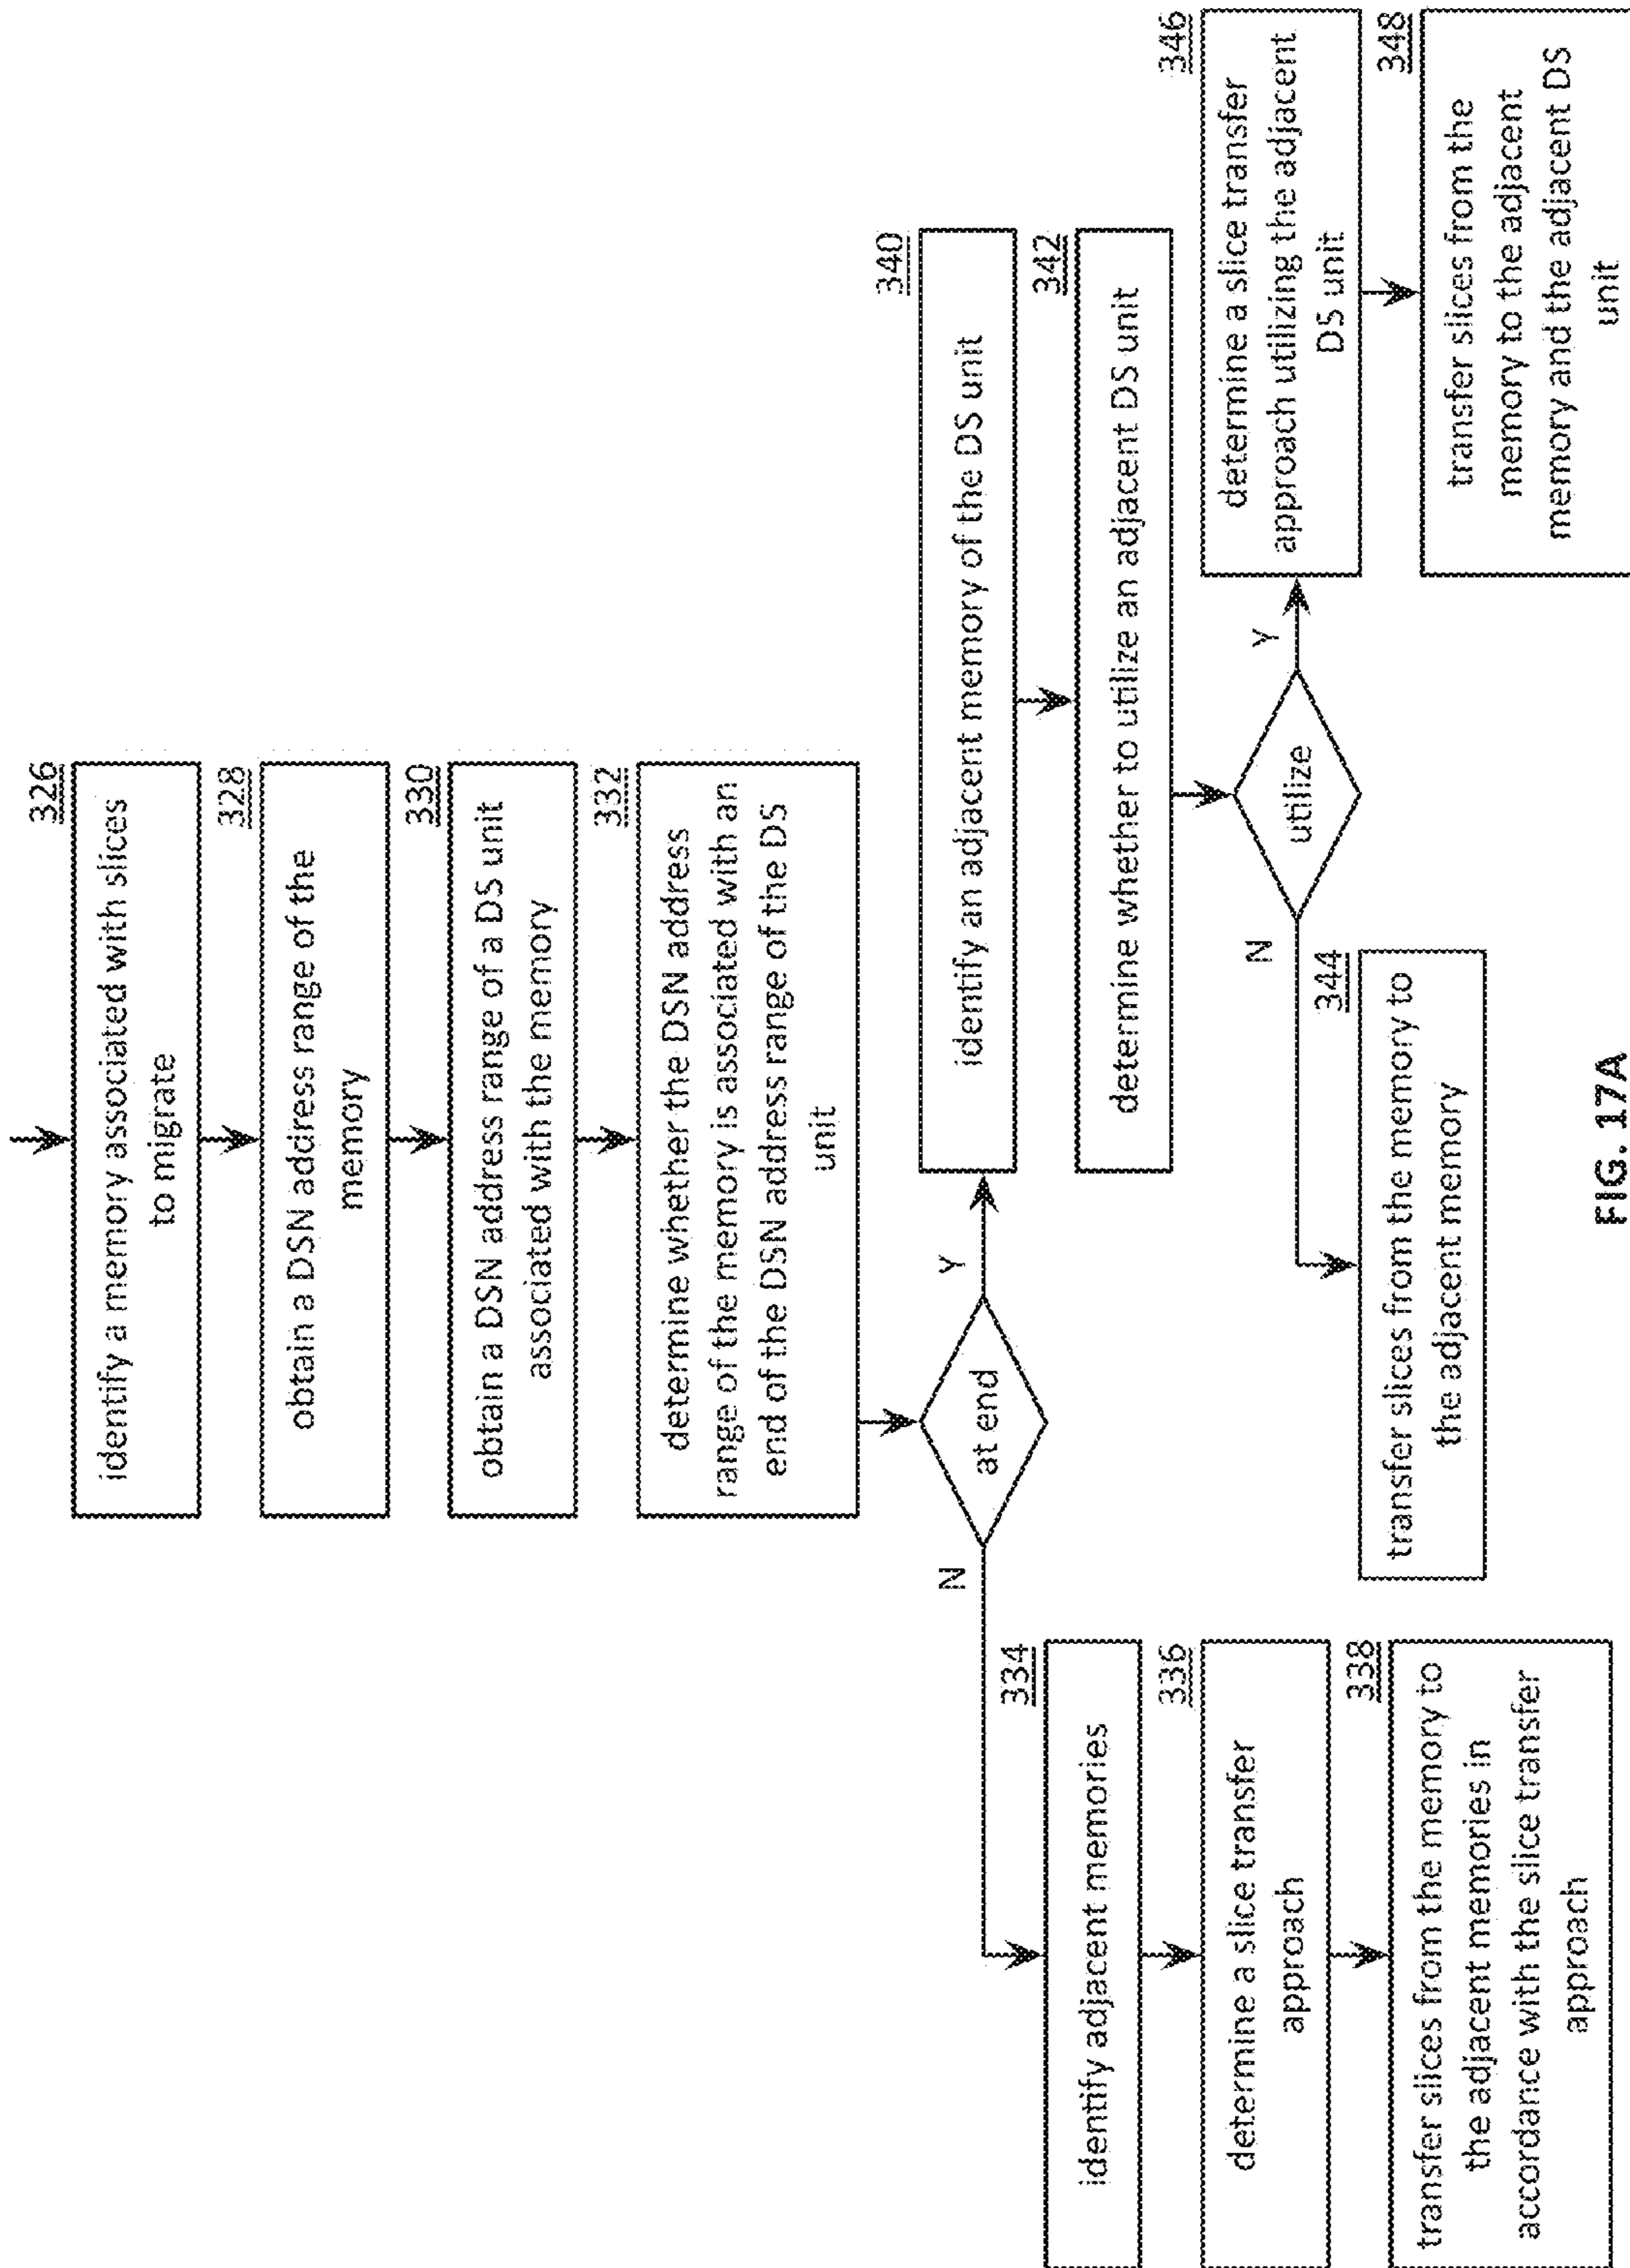 326
identify a memory associated with slices
to migrate
328
obtain a DSN address range of the
memory
330
obtain a DSN address range of a DS unit
associated with the memory
332
determine whether the DSN address
range of the memory is associated with an
end of the DSN address range of the DS
unit
at end
N
Y
334
identify adjacent memories
336
determine a slice transfer
approach
338
transfer slices from the memory to
the adjacent memories in
accordance with the slice transfer
approach
340
identify an adjacent memory of the DS unit
342
determine whether to utilize an adjacent DS unit
utilize
N
Y
344
transfer slices from the memory to
the adjacent memory
346
determine a slice transfer
approach utilizing the adjacent
DS unit
348
transfer slices from the
memory to the adjacent
memory and the adjacent DS
unit
FIG. 17A